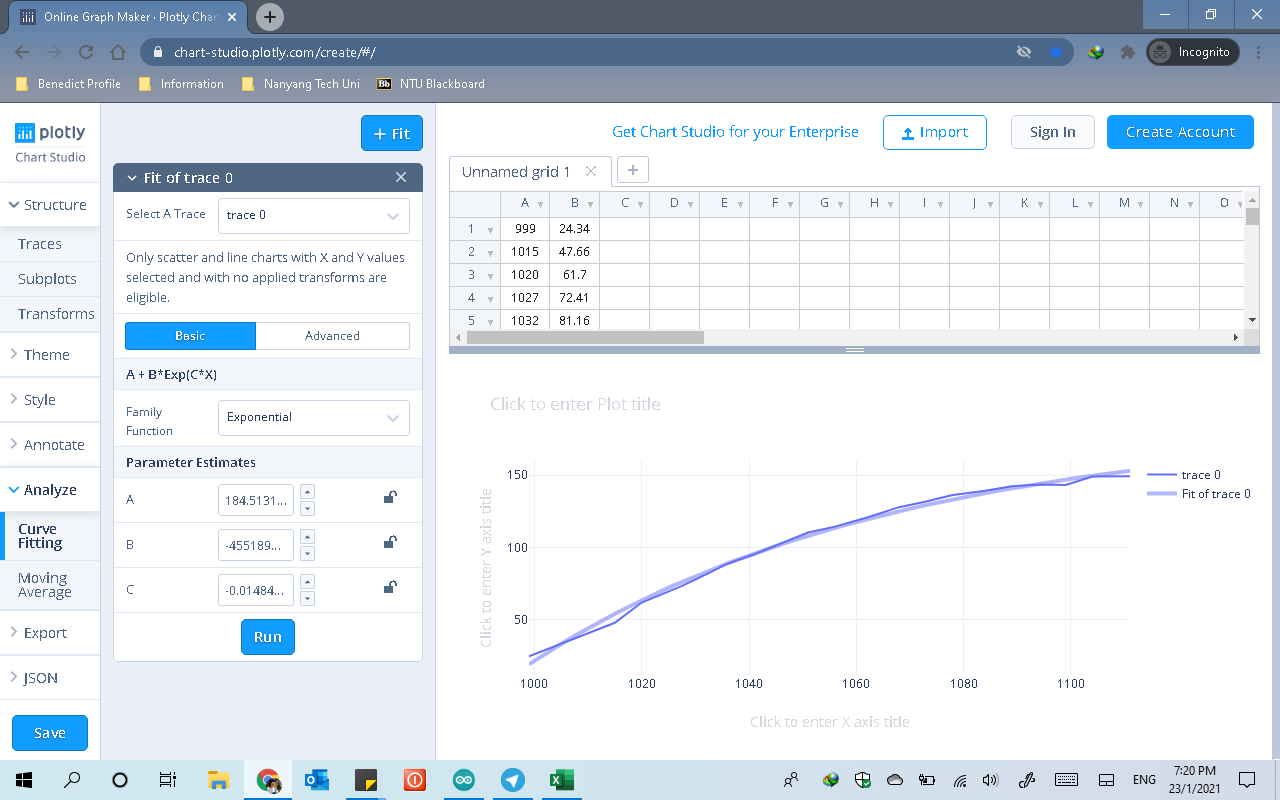 Online Graph Maker · Plotly Char
chart-studio.plotly.com/create/#/
Incognito
Benedict Profile
Information
Nanyang Tech Uni
Bb
NTU Blackboard
plotly
Chart Studio
Structure
Traces
Subplots
Transforms
Theme
Style
Annotate
Analyze
Curve
Fitting
Moving
Average
Export
JSON
Save
+ Fit
Fit of trace 0
Select A Trace
trace 0
Only scatter and line charts with X and Y values
selected and with no applied transforms are
eligible.
Basic
Advanced
A + B*Exp(C*X)
Family
Function
Exponential
Parameter Estimates
A
184.5131...
B
-455189...
C
-0.01484...
Run
Get Chart Studio for your Enterprise
Import
Sign In
Create Account
Unnamed grid 1
A B C D E F G H I J K L M N O
1 999 24.34
2 1015 47.66
3 1020 61.7
4 1027 72.41
5 1032 81.16
Click to enter Plot title
150
100
50
Click to enter Y axis title
1000 1020 1040 1060 1080 1100
Click to enter X axis title
trace 0
Fit of trace 0
ENG
7:20 PM
23/1/2021